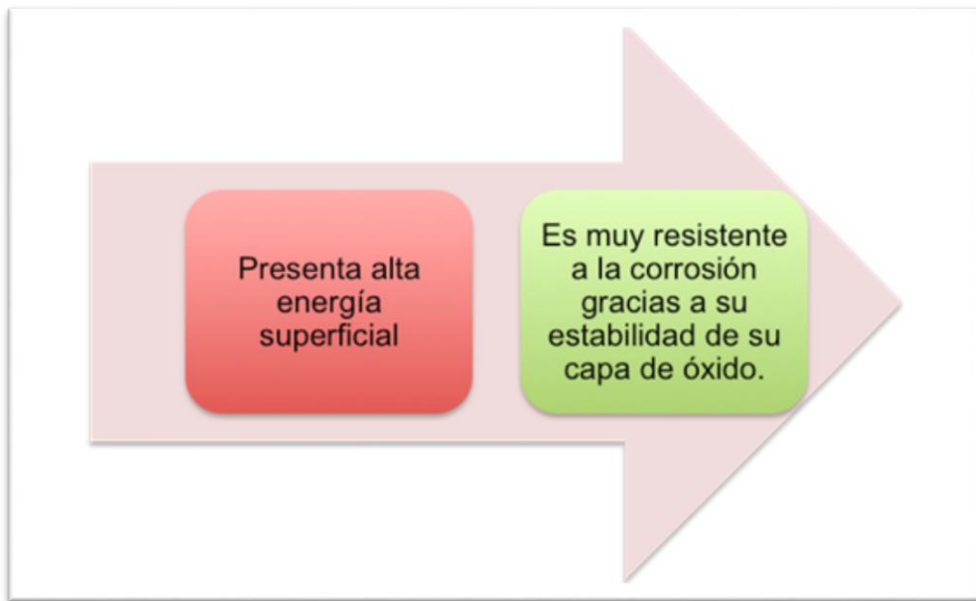 Presenta alta
energía
superficial
Es muy resistente
a la corrosión
gracias a su
estabilidad de su
capa de óxido.